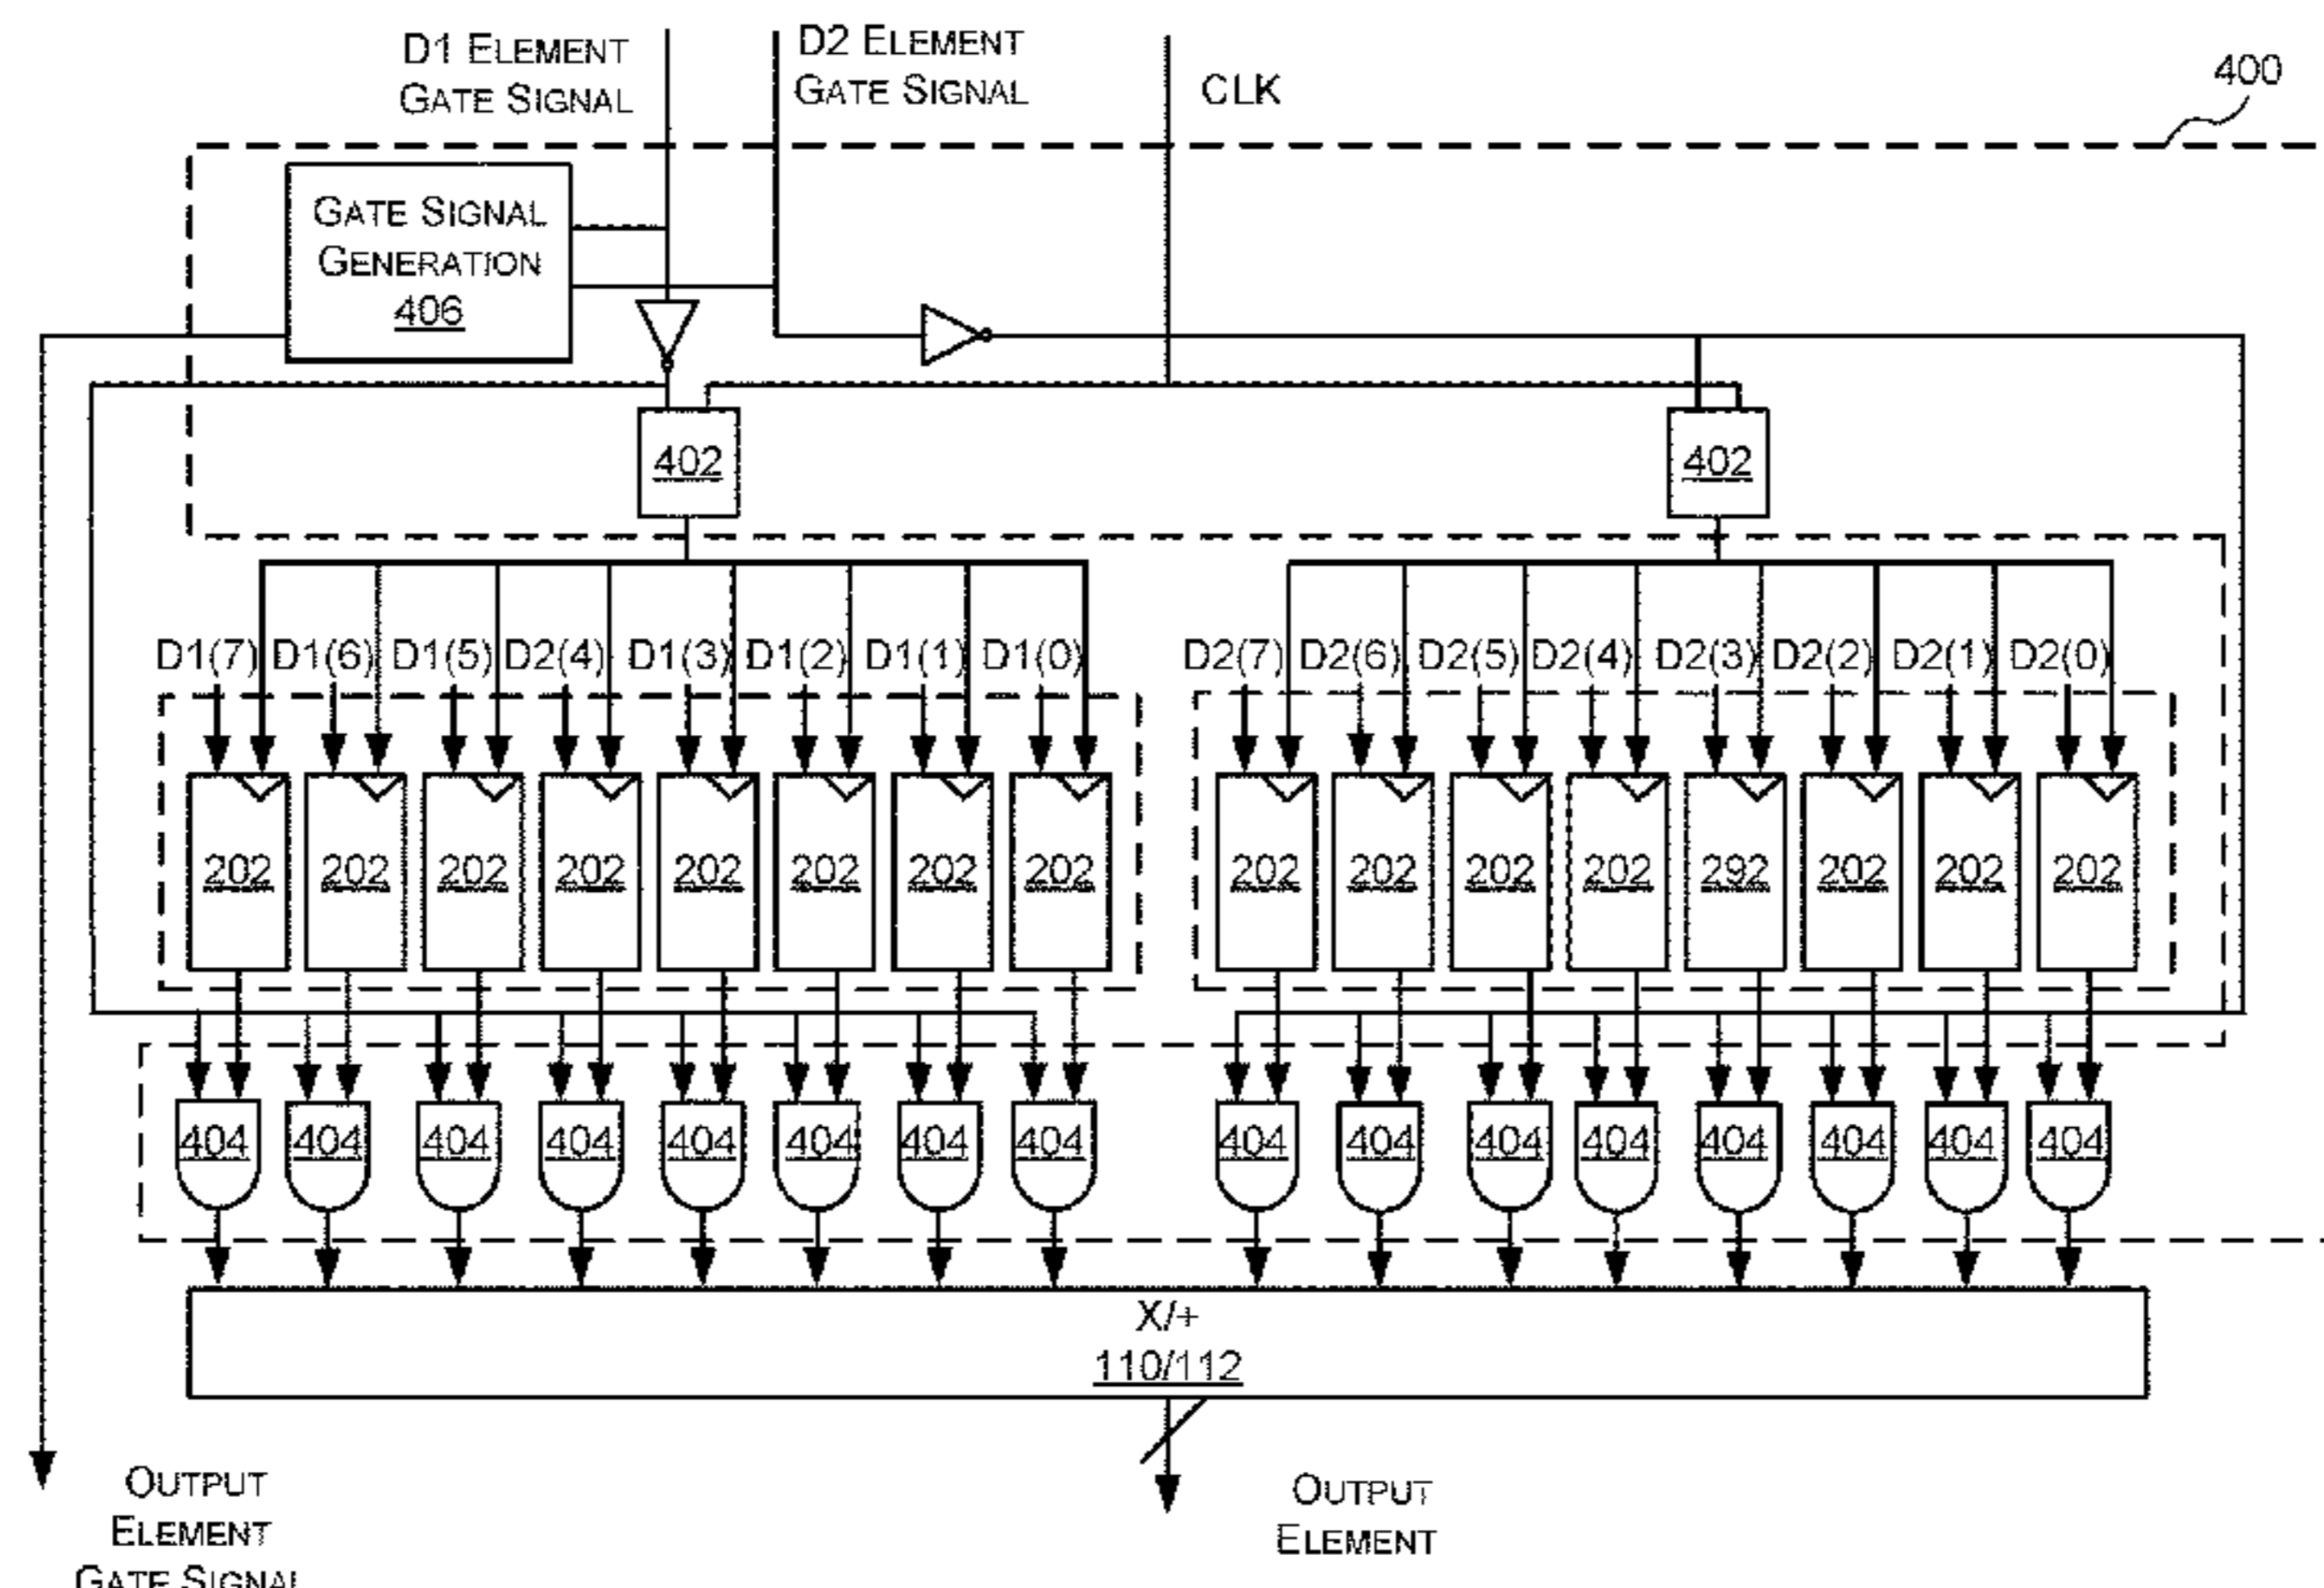 D1 ELEMENT
GATE SIGNAL
D2 ELEMENT
GATE SIGNAL
CLK
400
GATE SIGNAL
GENERATION
406
402
402
D1(7) D1(6) D1(5) D2(4) D1(3) D1(2) D1(1) D1(0)
D2(7) D2(6) D2(5) D2(4) D2(3) D2(2) D2(1) D2(0)
202 202 202 202 202 202 202 202
202 202 202 202 292 202 202 202
404 404 404 404 404 404 404 404
404 404 404 404 404 404 404 404
X/+
110/112
OUTPUT
ELEMENT
GATE SIGNAL
OUTPUT
ELEMENT